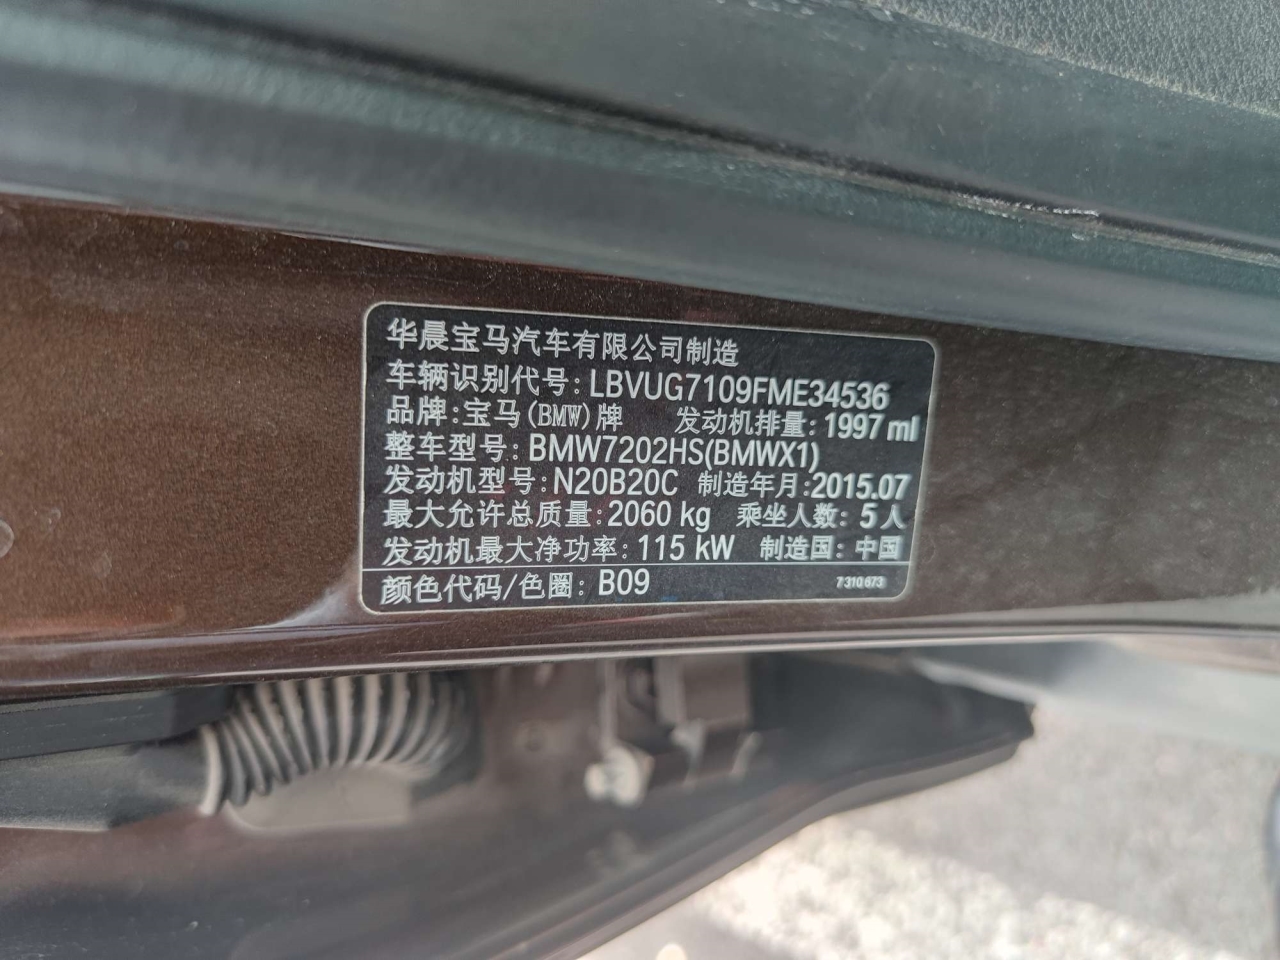 华晨宝马汽车有限公司制造
车辆识别代号: LBVUG7109FME34536
品牌: 宝马(BMW)牌 发动机排量: 1997 ml
整车型号: BMW7202HS(BMWX1)
发动机型号: N20B20C 制造年月: 2015.07
最大允许总质量: 2060 kg 乘坐人数: 5人
发动机最大净功率: 115 kW 制造国: 中国
颜色代码/色圈: B09 7310673